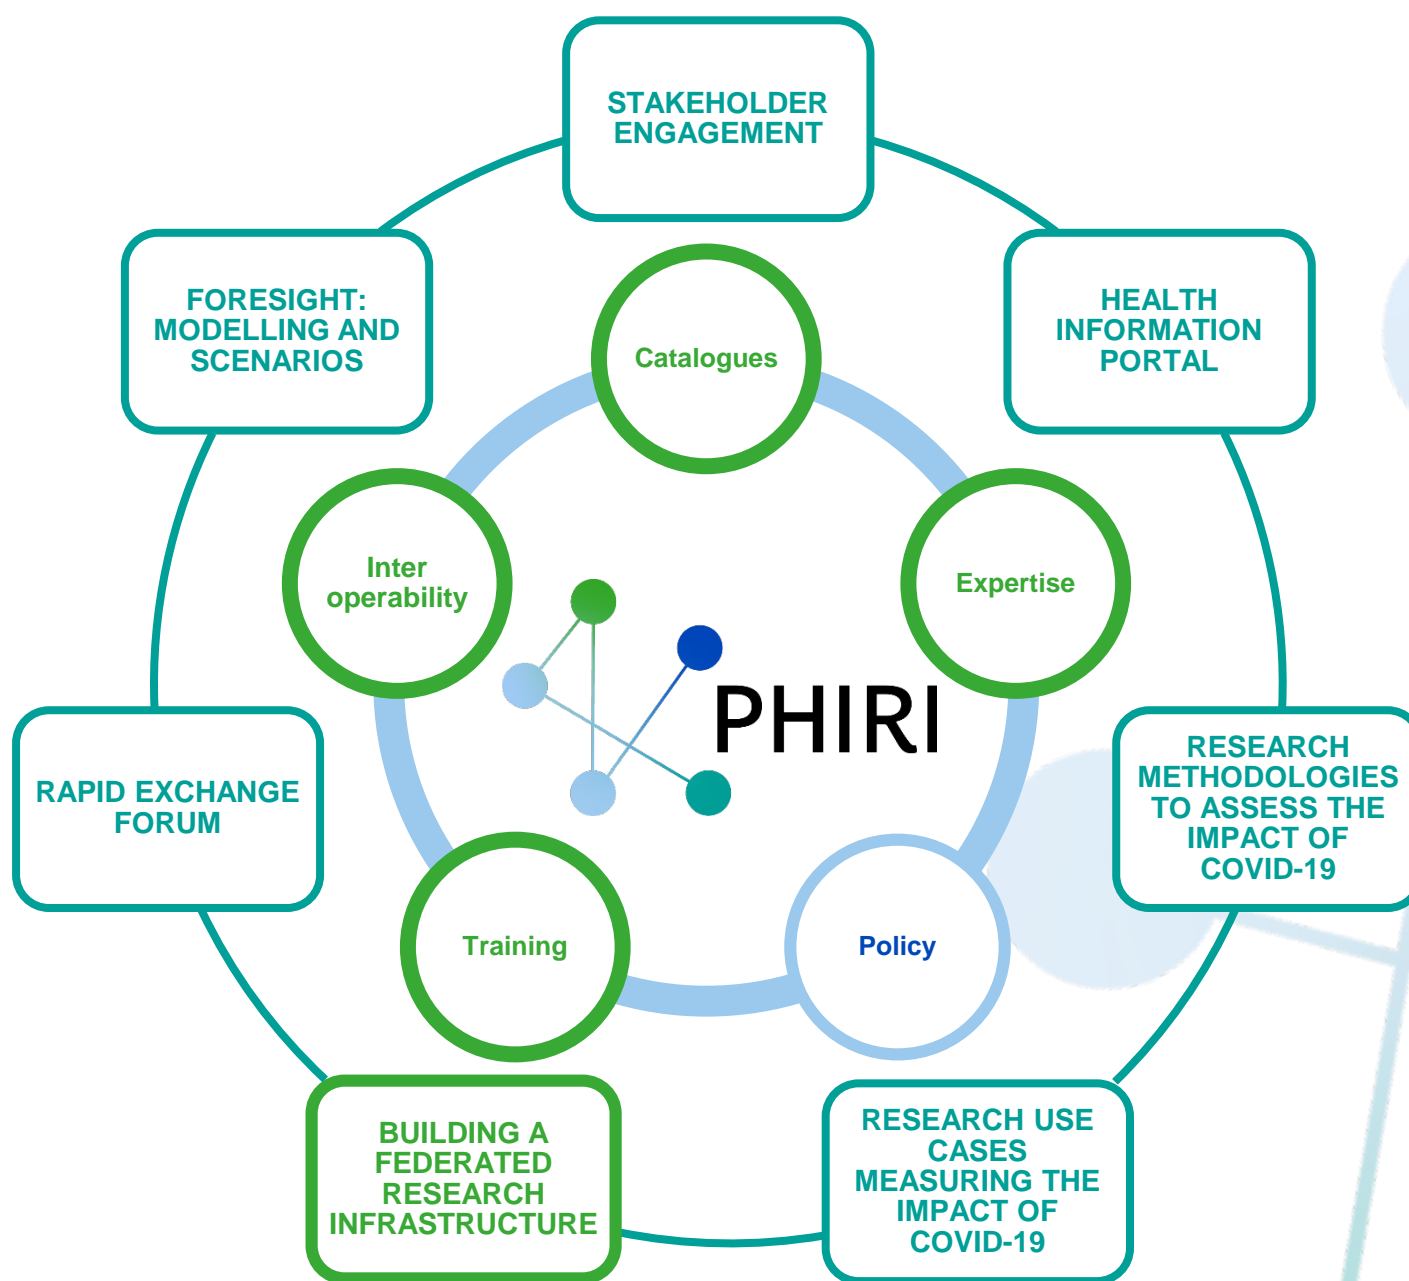 STAKEHOLDER
ENGAGEMENT
FORESIGHT:
MODELLING AND
SCENARIOS
HEALTH
INFORMATION
PORTAL
Catalogues
Inter
operability
Expertise
PHIRI
RAPID EXCHANGE
FORUM
RESEARCH
METHODOLOGIES
TO ASSESS THE
IMPACT OF
COVID-19
Training
Policy
BUILDING A
FEDERATED
RESEARCH
INFRASTRUCTURE
RESEARCH USE
CASES
MEASURING THE
IMPACT OF
COVID-19